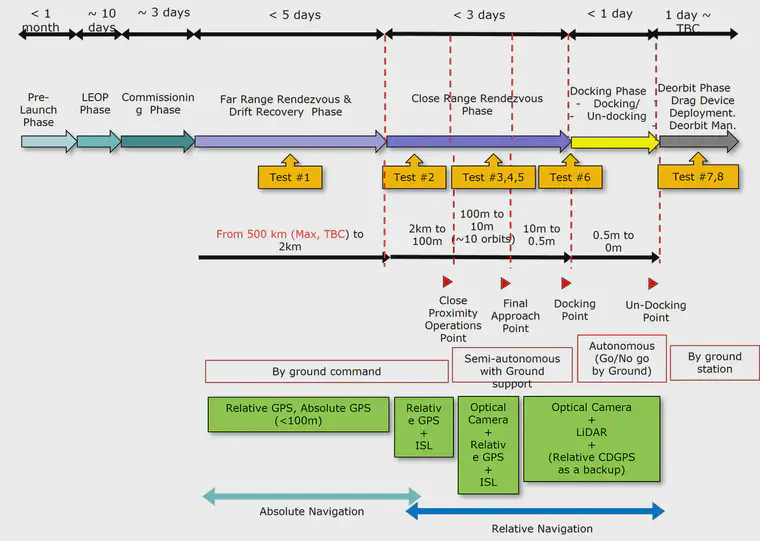 < 1
month
~ 10
days
~ 3 days
< 5 days
< 3 days
< 1 day
1 day ~
TBC
Pre-
Launch
Phase
LEOP
Phase
Commissionin
g Phase
Far Range Rendezvous &
Drift Recovery Phase
Close Range Rendezvous
Phase
Docking Phase
- Docking/
- Un-docking
Deorbit Phase
- Drag Device
Deployment.
- Deorbit Man.
Test #1
Test #2
Test #3,4,5
Test #6
Test #7,8
From 500 km (Max, TBC) to
2km
2km to
100m
100m to
10m
(~10 orbits)
10m to
0.5m
0.5m to
0m
Close
Proximity
Operations
Point
Final
Approach
Point
Docking
Point
Un-Docking
Point
By ground command
Semi-autonomous
with Ground
support
Autonomous
(Go/No go
by Ground)
By ground
station
Relative GPS, Absolute GPS
(<100m)
Relativ
e GPS
+
ISL
Optical
Camera
+
Relativ
e GPS
+
ISL
Optical Camera
+
LiDAR
+
(Relative CDGPS
as a backup)
Absolute Navigation
Relative Navigation